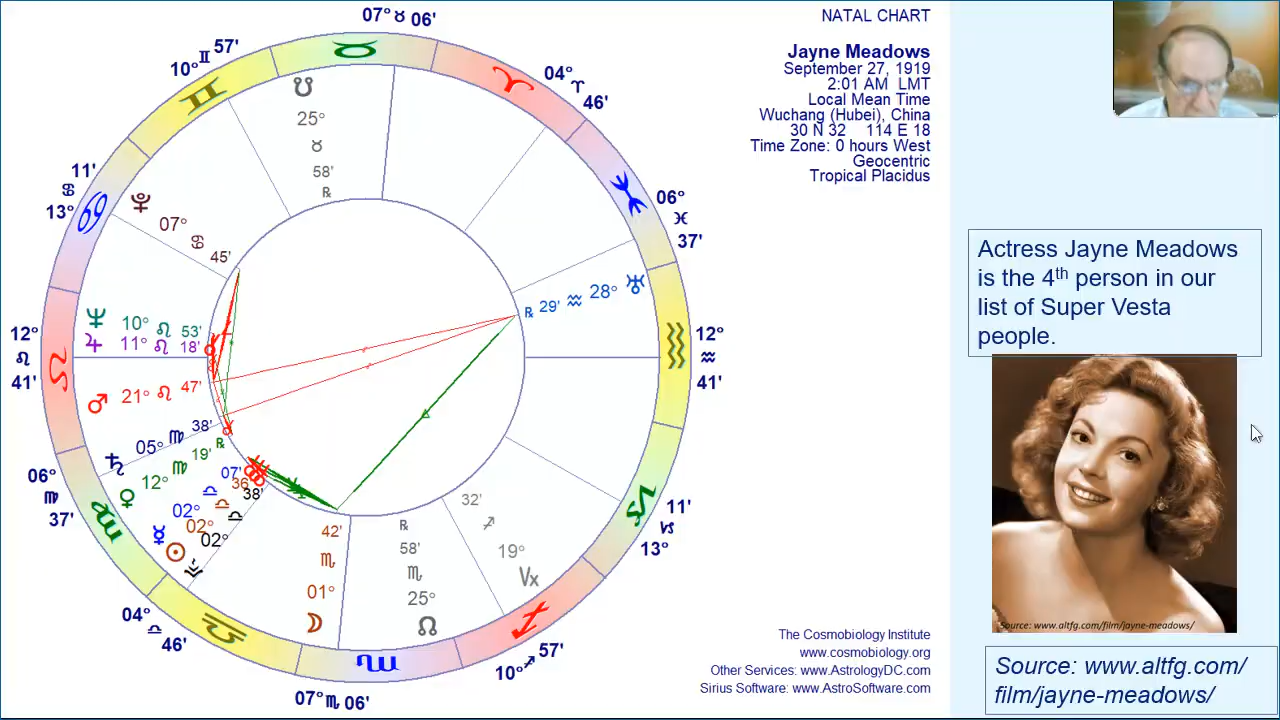 NATAL CHART
Jayne Meadows
September 27, 1919
2:01 AM LMT
Local Mean Time
Wuchang (Hubei), China
30 N 32 114 E 18
Time Zone: 0 hours West
Geocentric
Tropical Placidus
07° ♉ 06'
04° ♈ 46'
06° ♓ 37'
12° ♒ 41'
11' ♑ 13°
10° ♐ 57'
07° ♏ 06'
04° ♎ 46'
06° ♍ 37'
12° ♌ 41'
13° ♋ 11'
10° ♊ 57'
☋ 25° ♉ 58' ℞
♇ 07° ♋ 45'
♆ 10° ♌ 53'
♃ 11° ♌ 18'
♂ 21° ♌ 47'
♄ 05° ♍ 38'
♀ 12° ♍ 19' ℞
☿ 02° ♎ 07'
☉ 02° ♎ 36'
⚶ 02° ♎ 38'
☽ 01° ♏ 42'
☊ 25° ♏ 58' ℞
Vx 19° ♐ 32'
℞ 29' ♒ 28° ♅
The Cosmobiology Institute
www.cosmobiology.org
Other Services: www.AstrologyDC.com
Sirius Software: www.AstroSoftware.com
Actress Jayne Meadows
is the 4th person in our
list of Super Vesta
people.
Source: www.altfg.com/film/jayne-meadows/
Source: www.altfg.com/
film/jayne-meadows/